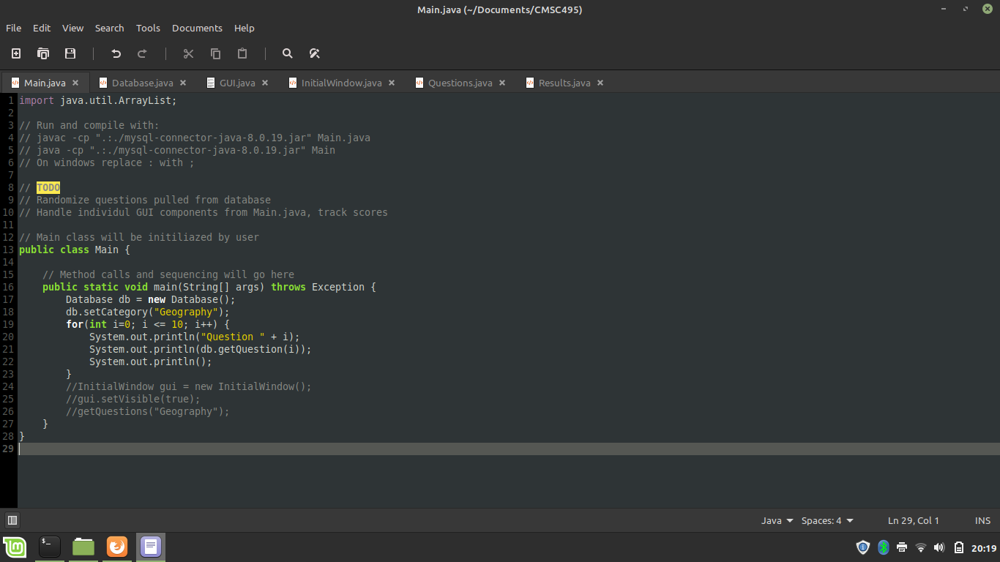 Main.java (~/Documents/CMSC495)
File Edit View Search Tools Documents Help
Main.java Database.java GUI.java InitialWindow.java Questions.java Results.java
1 import java.util.ArrayList;
2
3 // Run and compile with:
4 // javac -cp ".:./mysql-connector-java-8.0.19.jar" Main.java
5 // java -cp ".:./mysql-connector-java-8.0.19.jar" Main
6 // On windows replace : with ;
7
8 // TODO
9 // Randomize questions pulled from database
10 // Handle individul GUI components from Main.java, track scores
11
12 // Main class will be initiliazed by user
13 public class Main {
14
15     // Method calls and sequencing will go here
16     public static void main(String[] args) throws Exception {
17         Database db = new Database();
18         db.setCategory("Geography");
19         for(int i=0; i <= 10; i++) {
20             System.out.println("Question " + i);
21             System.out.println(db.getQuestion(i));
22             System.out.println();
23         }
24         //InitialWindow gui = new InitialWindow();
25         //gui.setVisible(true);
26         //getQuestions("Geography");
27     }
28 }
29
Java Spaces: 4 Ln 29, Col 1 INS
$_
20:19